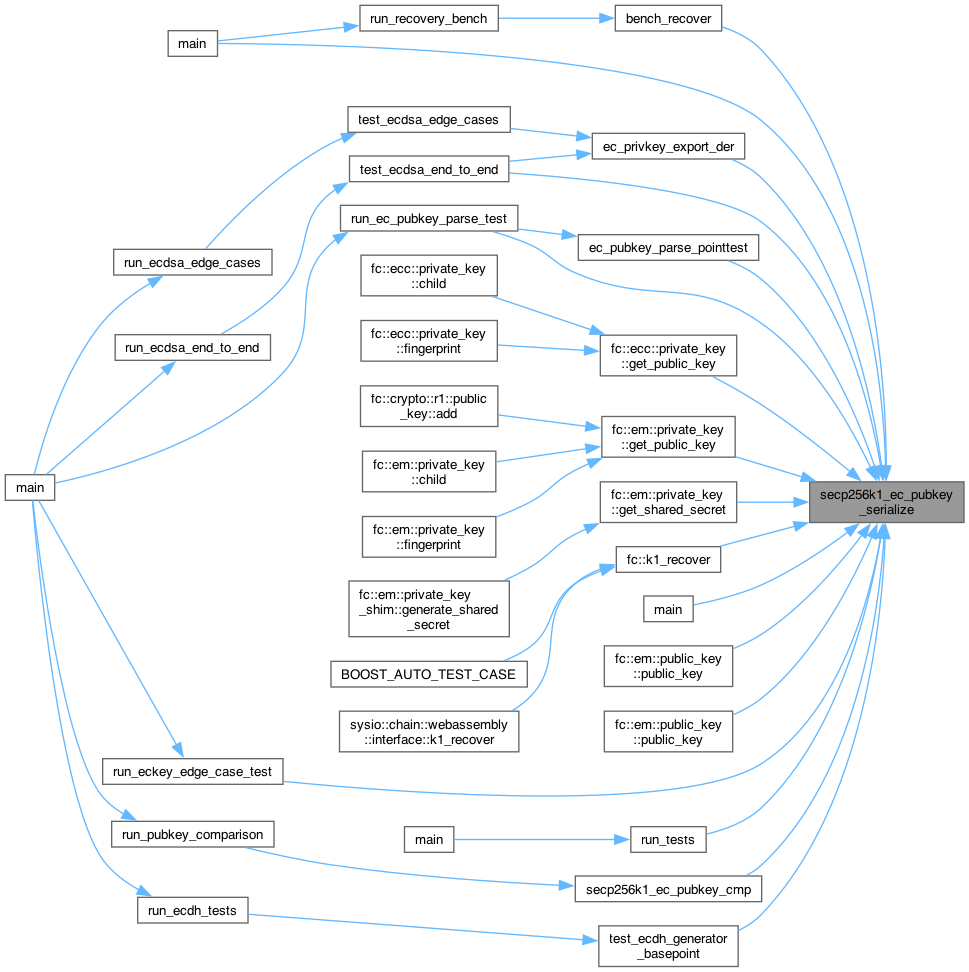 run_recovery_bench
bench_recover
main
test_ecdsa_edge_cases
ec_privkey_export_der
test_ecdsa_end_to_end
run_ec_pubkey_parse_test
ec_pubkey_parse_pointtest
run_ecdsa_edge_cases
fc::ecc::private_key
::child
fc::ecc::private_key
::fingerprint
run_ecdsa_end_to_end
fc::ecc::private_key
::get_public_key
fc::crypto::r1::public
_key::add
fc::em::private_key
::get_public_key
fc::em::private_key
::child
main
fc::em::private_key
::get_shared_secret
secp256k1_ec_pubkey
_serialize
fc::em::private_key
::fingerprint
fc::k1_recover
fc::em::private_key
_shim::generate_shared
_secret
main
BOOST_AUTO_TEST_CASE
fc::em::public_key
::public_key
sysio::chain::webassembly
::interface::k1_recover
fc::em::public_key
::public_key
run_eckey_edge_case_test
run_pubkey_comparison
main
run_tests
secp256k1_ec_pubkey_cmp
run_ecdh_tests
test_ecdh_generator
_basepoint